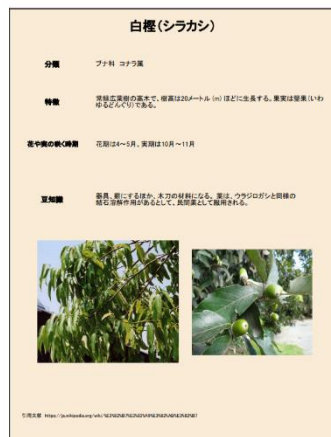 白樫（シラカシ）
分類
ブナ科　コナラ属
特徴
常緑広葉樹の高木で、樹高は20メートル（m）ほどに生長する。果実は堅果（いわ
ゆるどんぐり）である。
花や実の咲く時期
花期は4～5月、実期は10月～11月
豆知識
器具、薪にするほか、木刀の材料になる。葉は、ウラジロガシと同様の
結石溶解作用があるとして、民間薬として服用される。
引用文献　https://ja.wikipedia.org/wiki/